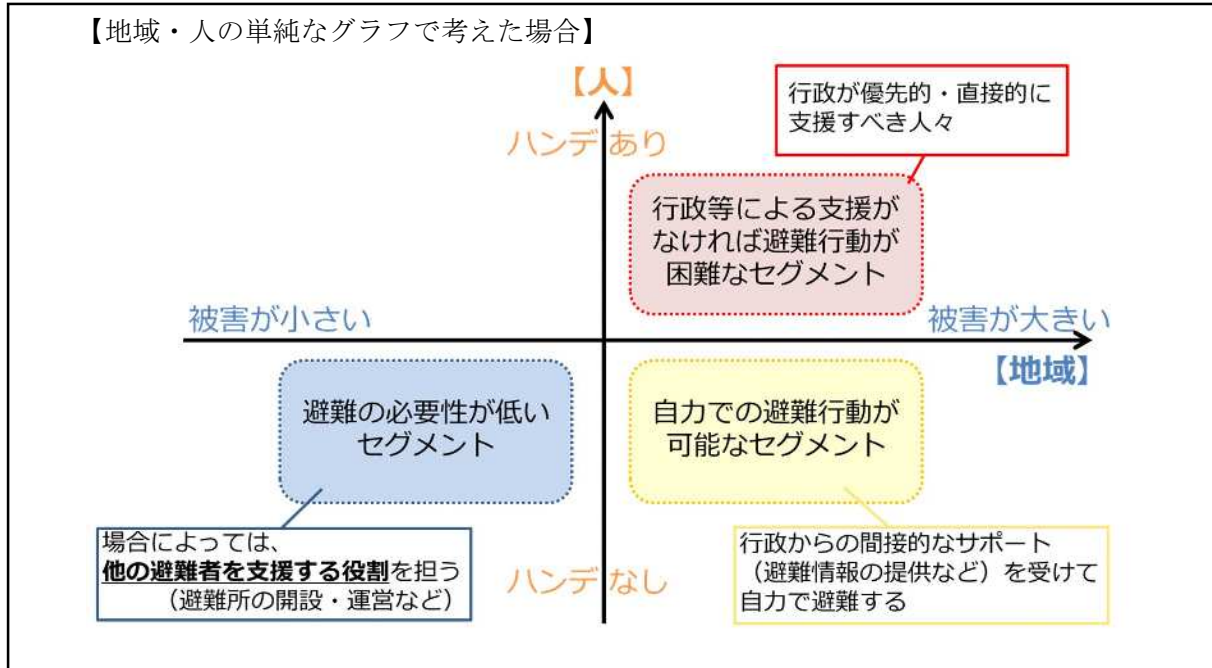 【地域・人の単純なグラフで考えた場合】
【人】
ハンデ あり
行政が優先的・直接的に
支援すべき人々
行政等による支援が
なければ避難行動が
困難なセグメント
被害が小さい
被害が大きい
【地域】
避難の必要性が低い
セグメント
自力での避難行動が
可能なセグメント
場合によっては、
他の避難者を支援する役割を担う
（避難所の開設・運営など）
ハンデ なし
行政からの間接的なサポート
（避難情報の提供など）を受けて
自力で避難する